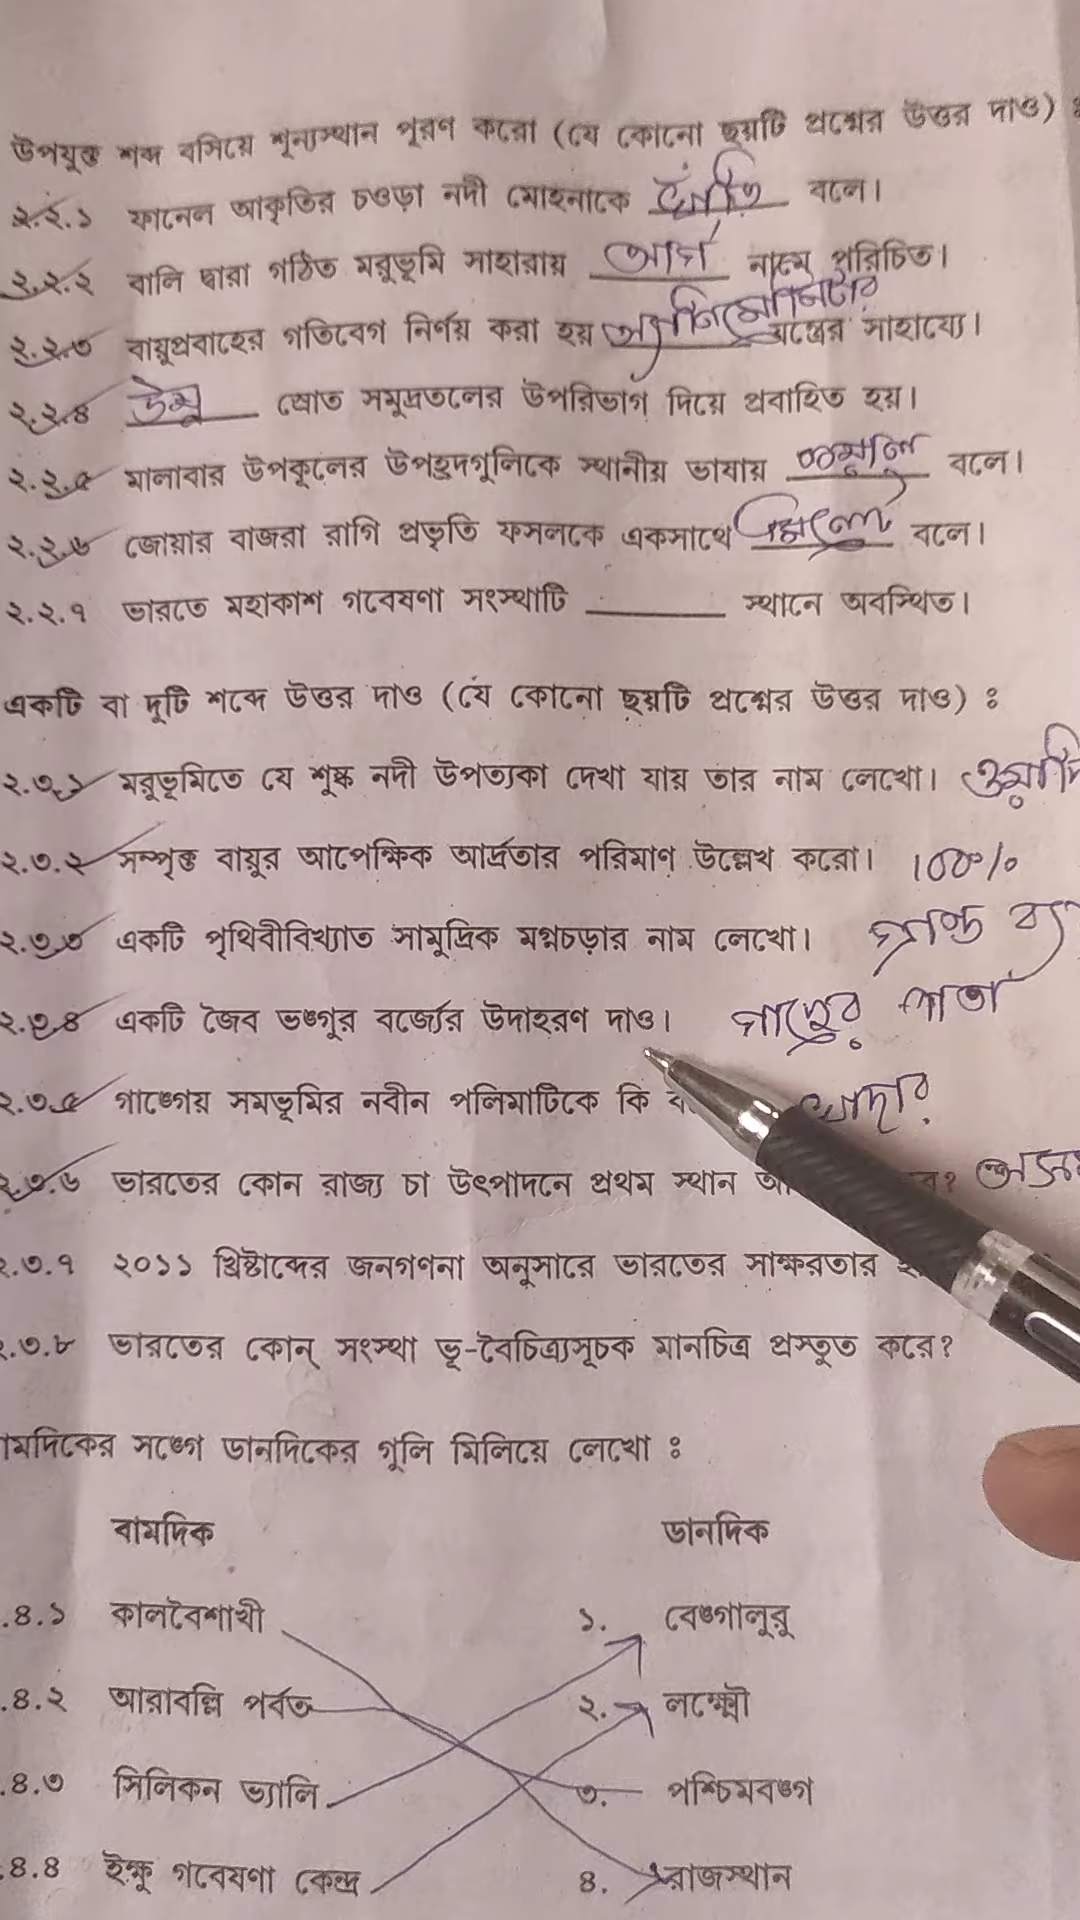 উপযুক্ত শব্দ বসিয়ে শূন্যস্থান পূরণ করো (যে কোনো ছয়টি প্রশ্নের উত্তর দাও) :
২.২.১ ফানেল আকৃতির চওড়া নদী মোহনাকে খাঁড়ি বলে।
২.২.২ বালি দ্বারা গঠিত মরুভূমি সাহারায় আর্গ নামে পরিচিত।
২.২.৩ বায়ুপ্রবাহের গতিবেগ নির্ণয় করা হয় অ্যানিমোমিটার যন্ত্রের সাহায্যে।
২.২.৪ উষ্ণ স্রোত সমুদ্রতলের উপরিভাগ দিয়ে প্রবাহিত হয়।
২.২.৫ মালাবার উপকূলের উপহ্রদগুলিকে স্থানীয় ভাষায় কয়াল বলে।
২.২.৬ জোয়ার বাজরা রাগি প্রভৃতি ফসলকে একসাথে মিলেট বলে।
২.২.৭ ভারতে মহাকাশ গবেষণা সংস্থাটি ________ স্থানে অবস্থিত।
একটি বা দুটি শব্দে উত্তর দাও (যে কোনো ছয়টি প্রশ্নের উত্তর দাও) :
২.৩.১ মরুভূমিতে যে শুষ্ক নদী উপত্যকা দেখা যায় তার নাম লেখো। ওয়াদি
২.৩.২ সম্পৃক্ত বায়ুর আপেক্ষিক আর্দ্রতার পরিমাণ উল্লেখ করো। 100%
২.৩.৩ একটি পৃথিবীবিখ্যাত সামুদ্রিক মগ্নচড়ার নাম লেখো। গ্রান্ড ব্যা
২.৩.৪ একটি জৈব ভঙ্গুর বর্জ্যের উদাহরণ দাও। গাছের পাতা
২.৩.৫ গাঙ্গেয় সমভূমির নবীন পলিমাটিকে কি খাদার
২.৩.৬ ভারতের কোন রাজ্য চা উৎপাদনে প্রথম স্থান
২.৩.৭ ২০১১ খ্রিষ্টাব্দের জনগণনা অনুসারে ভারতের সাক্ষরতার
২.৩.৮ ভারতের কোন্ সংস্থা ভূ-বৈচিত্র্যসূচক মানচিত্র প্রস্তুত করে?
ামদিকের সঙ্গে ডানদিকের গুলি মিলিয়ে লেখো :
বামদিক ডানদিক
.৪.১ কালবৈশাখী ১. বেঙ্গালুরু
.৪.২ আরাবল্লি পর্বত ২. লক্ষ্ণৌ
.৪.৩ সিলিকন ভ্যালি ৩. পশ্চিমবঙ্গ
.৪.৪ ইক্ষু গবেষণা কেন্দ্র ৪. রাজস্থান